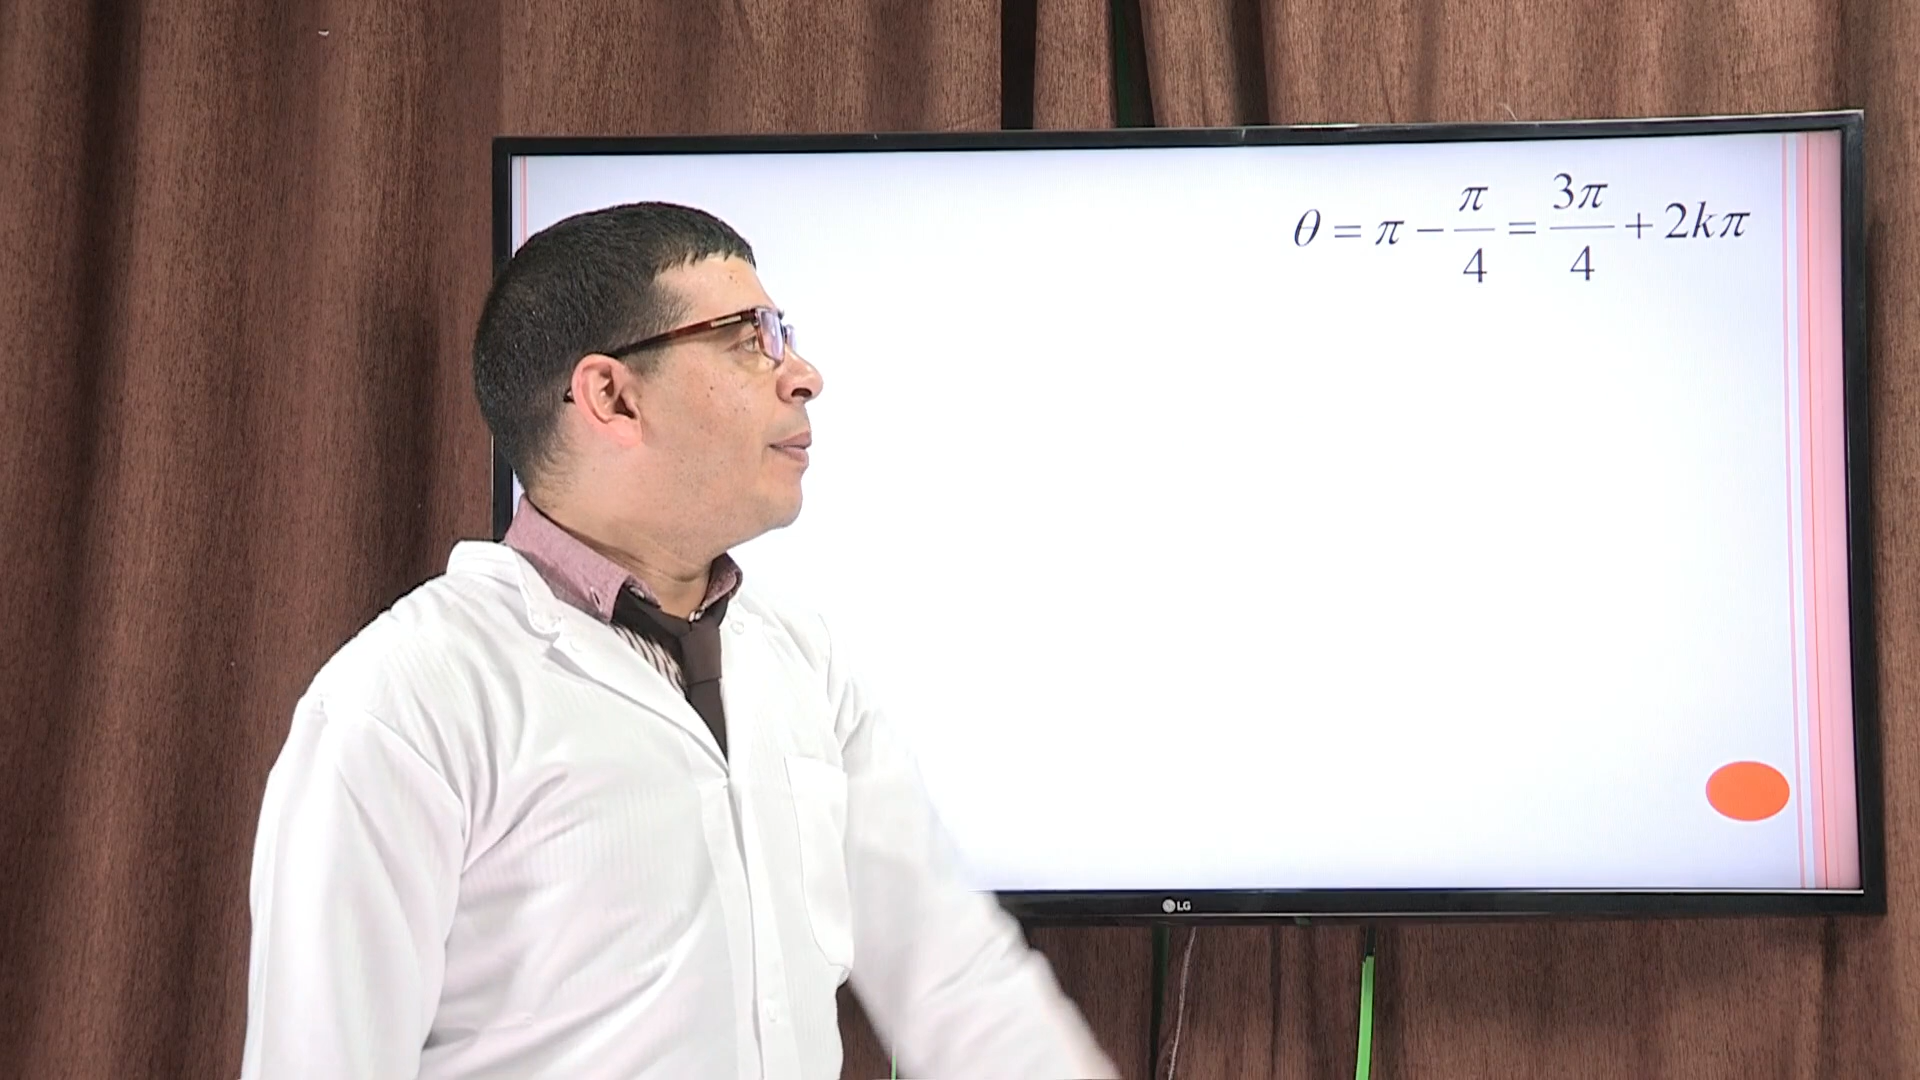 θ = π − π/4 = 3π/4 + 2kπ
LG